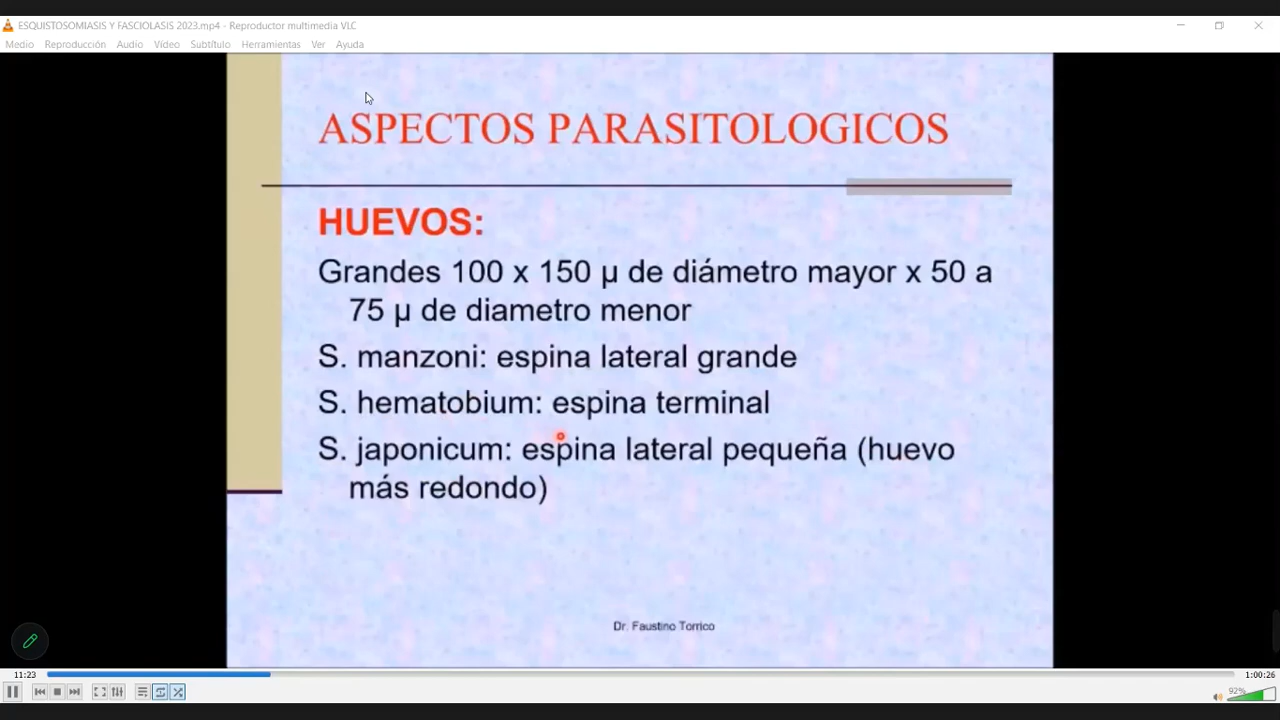 ESQUISTOSOMIASIS Y FASCIOLASIS 2023.mp4 - Reproductor multimedia VLC
Medio Reproducción Audio Vídeo Subtítulo Herramientas Ver Ayuda
ASPECTOS PARASITOLOGICOS
HUEVOS:
Grandes 100 x 150 µ de diámetro mayor x 50 a
75 µ de diametro menor
S. manzoni: espina lateral grande
S. hematobium: espina terminal
S. japonicum: espina lateral pequeña (huevo
más redondo)
Dr. Faustino Torrico
11:23 1:00:26
92%